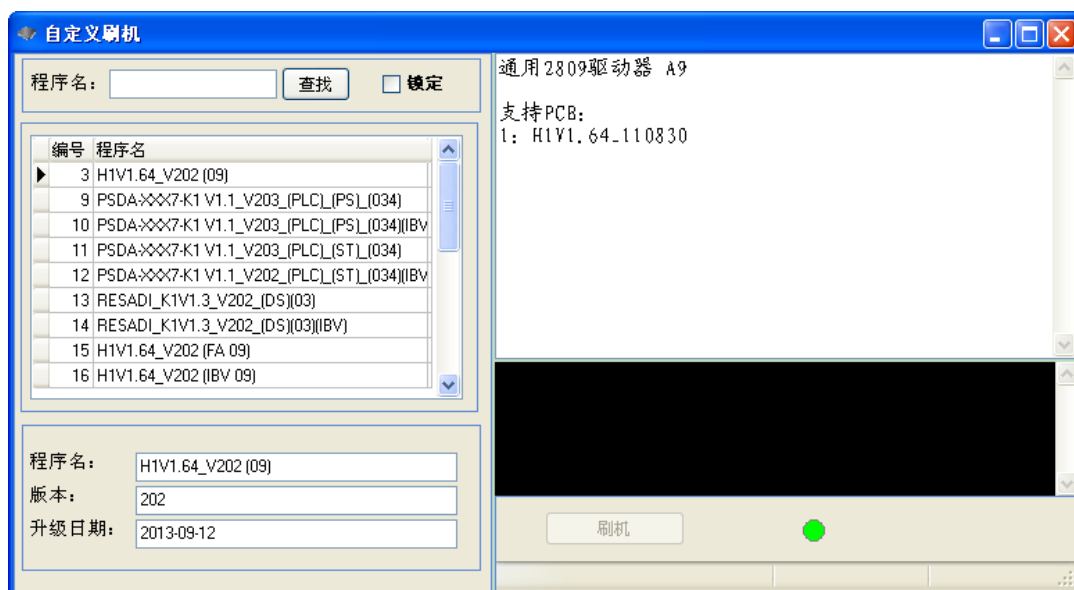 自定义刷机
程序名：
查找
锁定
编号 程序名
3 H1V1.64_V202 (09)
9 PSDA-XXX7-K1 V1.1_V203_(PLC)_(PS)_(034)
10 PSDA-XXX7-K1 V1.1_V203_(PLC)_(PS)_(034)(IBV
11 PSDA-XXX7-K1 V1.1_V203_(PLC)_(ST)_(034)
12 PSDA-XXX7-K1 V1.1_V202_(PLC)_(ST)_(034)(IBV
13 RESADI_K1V1.3_V202_(DS)(03)
14 RESADI_K1V1.3_V202_(DS)(03)(IBV)
15 H1V1.64_V202 (FA 09)
16 H1V1.64_V202 (IBV 09)
程序名： H1V1.64_V202 (09)
版本： 202
升级日期： 2013-09-12
通用2809驱动器 A9
支持PCB：
1: H1V1.64_110830
刷机